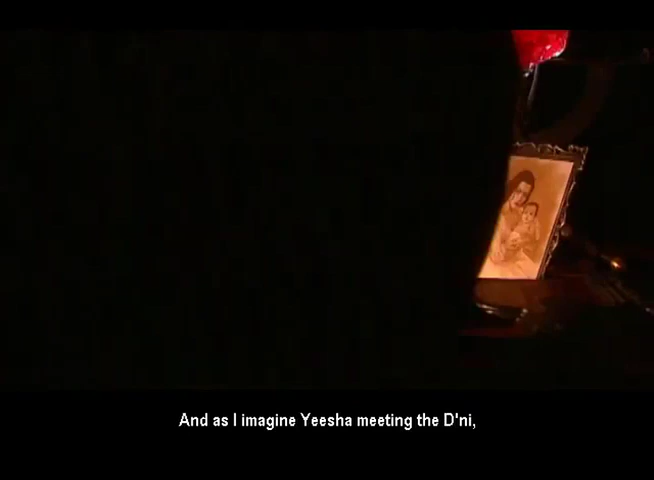 And as I imagine Yeesha meeting the D'ni,